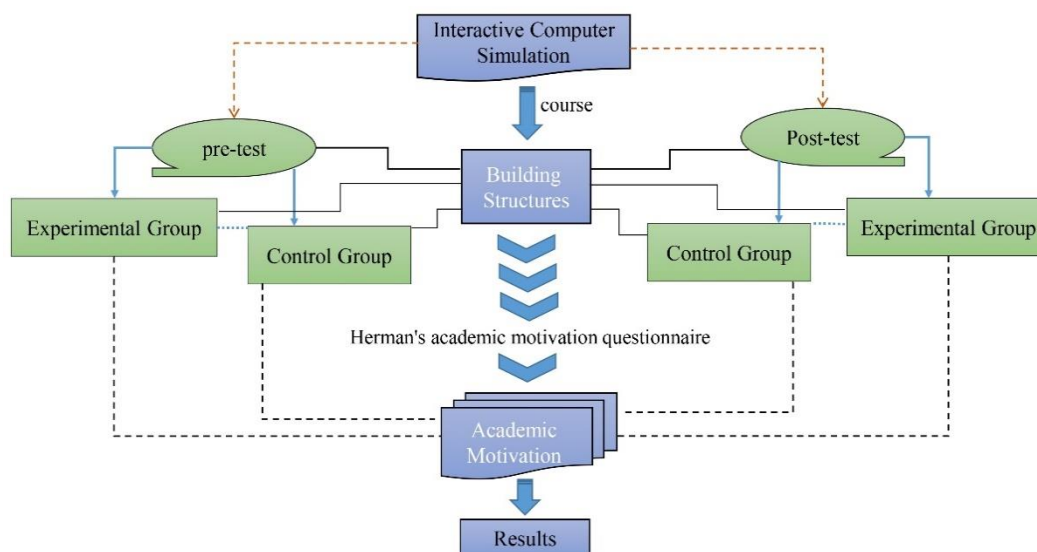 Interactive Computer
Simulation
course
pre-test
Post-test
Building
Structures
Experimental Group
Control Group
Control Group
Experimental Group
Herman's academic motivation questionnaire
Academic
Motivation
Results